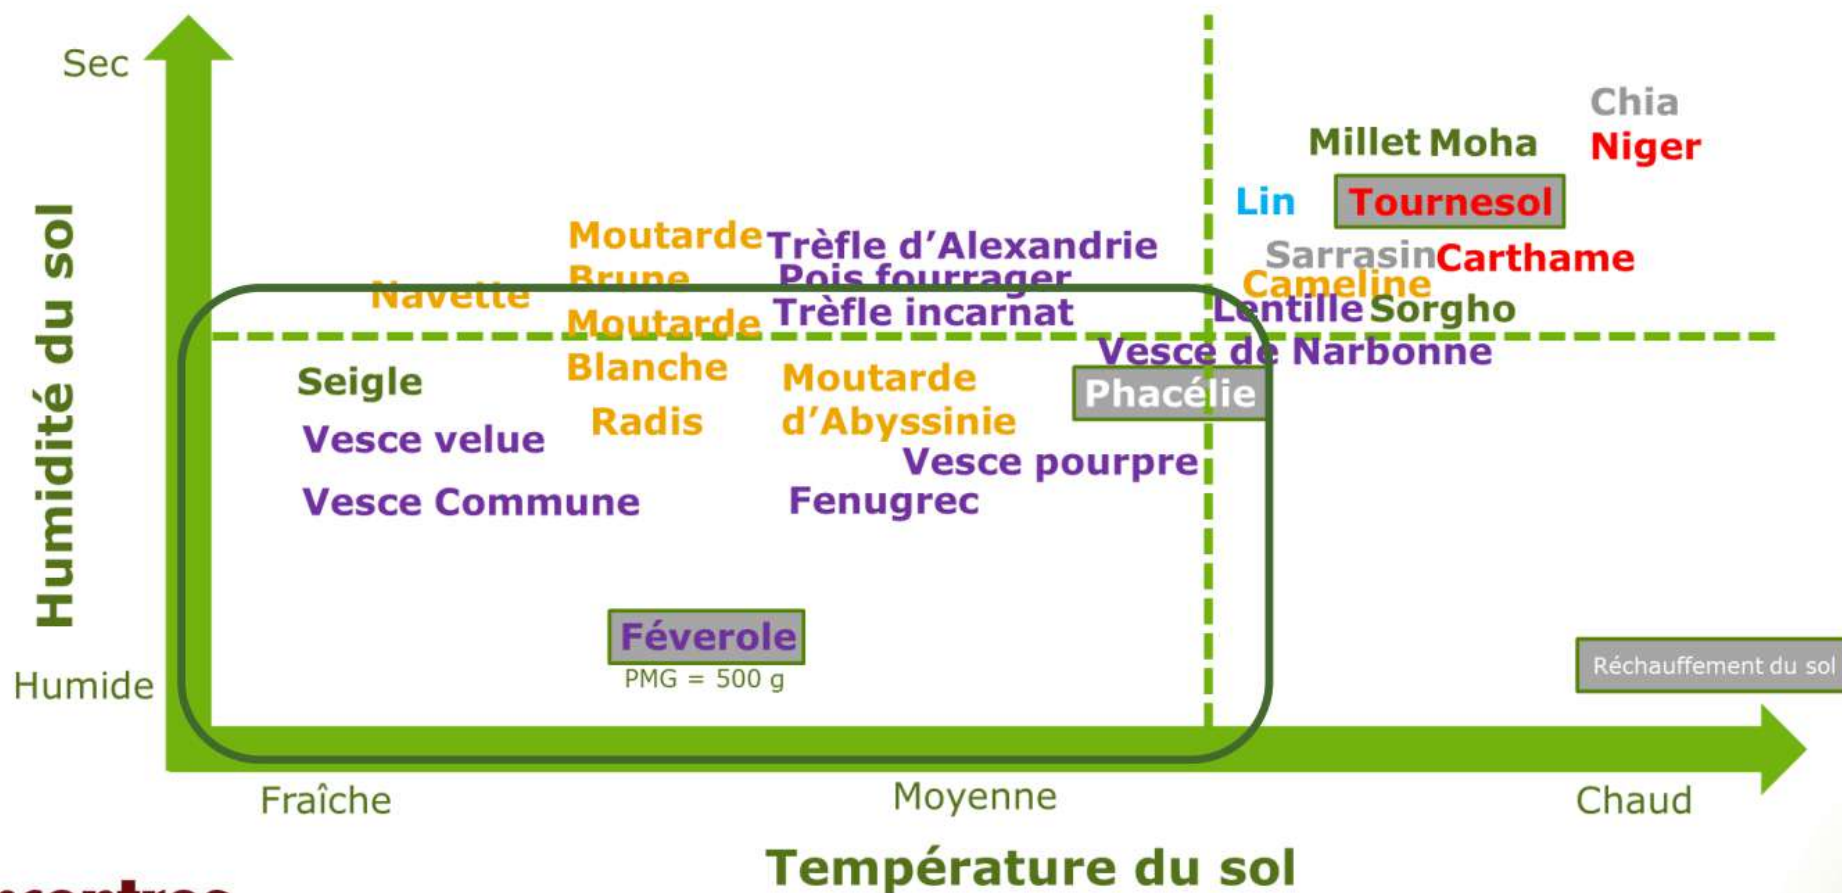 Sec
Chia
Millet Moha
Niger
Lin
Tournesol
Moutarde
Brune
Trèfle d'Alexandrie
Sarrasin
Carthame
Pois fourrager
Cameline
Navette
Moutarde
Blanche
Trèfle incarnat
Lentille
Sorgho
Vesce de Narbonne
Seigle
Moutarde
d'Abyssinie
Phacélie
Radis
Vesce velue
Vesce pourpre
Vesce Commune
Fenugrec
Féverole
PMG = 500 g
Réchauffement du sol
Humide
Humidité du sol
Fraîche
Moyenne
Chaud
Température du sol